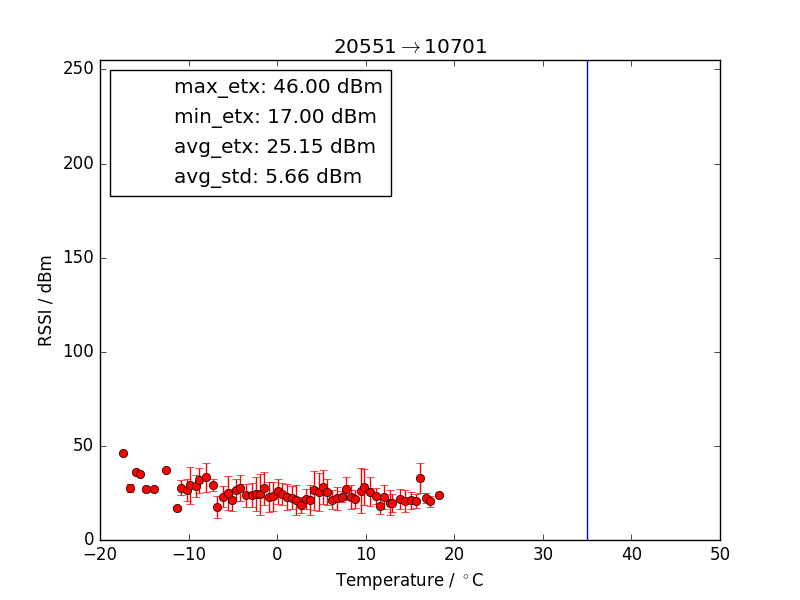 20551→10701
max_etx: 46.00 dBm
min_etx: 17.00 dBm
avg_etx: 25.15 dBm
avg_std: 5.66 dBm
RSSI / dBm
250
200
150
100
50
0
−20 −10 0 10 20 30 40 50
Temperature / °C